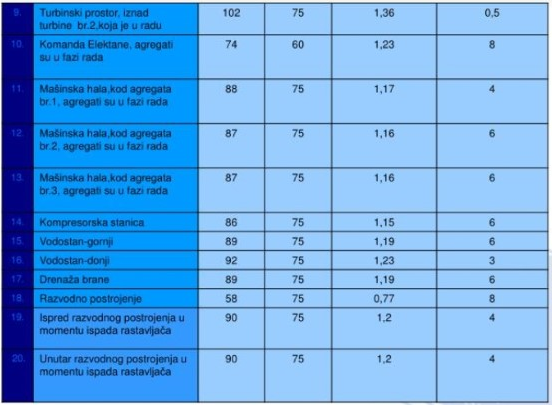 9. Turbinski prostor, iznad 102 75 1,36 0,5
turbine br.2,koja je u radu
10. Komanda Elektane, agregati 74 60 1,23 8
su u fazi rada
11. Mašinska hala,kod agregata 88 75 1,17 4
br.1, agregati su u fazi rada
12. Mašinska hala,kod agregata 87 75 1,16 6
br.2, agregati su u fazi rada
13. Mašinska hala,kod agregata 87 75 1,16 6
br.3, agregati su u fazi rada
14. Kompresorska stanica 86 75 1,15 6
15. Vodostan-gornji 89 75 1,19 6
16. Vodostan-donji 92 75 1,23 3
17. Drenaža brane 89 75 1,19 6
18. Razvodno postrojenje 58 75 0,77 8
19. Ispred razvodnog postrojenja u 90 75 1,2 4
momentu ispada rastavljača
20. Unutar razvodnog postrojenja u 90 75 1,2 4
momentu ispada rastavljača